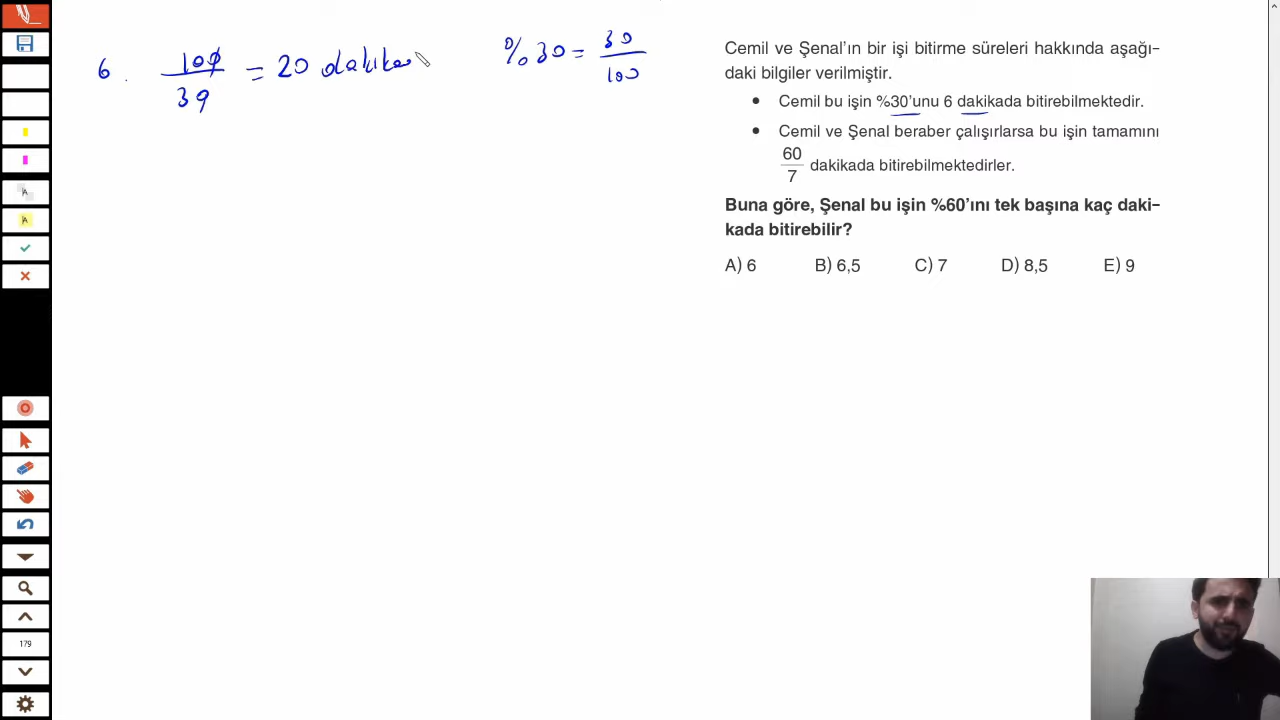 6 . 100/30 = 20 dakika
%30 = 30/100
Cemil ve Şenal'ın bir işi bitirme süreleri hakkında aşağı-
daki bilgiler verilmiştir.
• Cemil bu işin %30'unu 6 dakikada bitirebilmektedir.
• Cemil ve Şenal beraber çalışırlarsa bu işin tamamını
60/7 dakikada bitirebilmektedirler.
Buna göre, Şenal bu işin %60'ını tek başına kaç daki-
kada bitirebilir?
A) 6 B) 6,5 C) 7 D) 8,5 E) 9
A
A
179